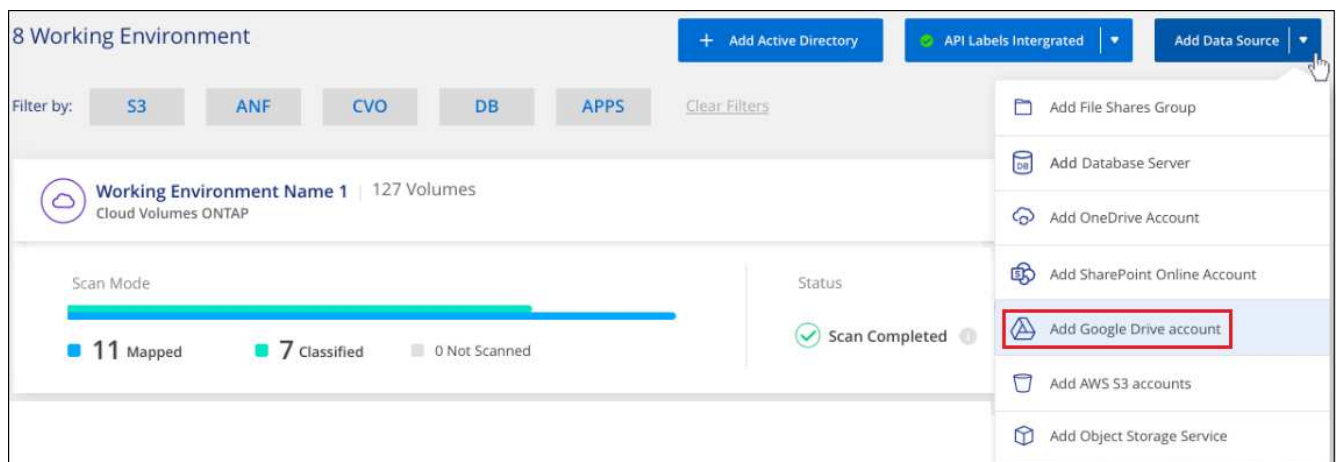 8 Working Environment
+ Add Active Directory
API Labels Intergrated
Add Data Source
Filter by:
S3
ANF
CVO
DB
APPS
Clear Filters
Working Environment Name 1 | 127 Volumes
Cloud Volumes ONTAP
Scan Mode
11 Mapped
7 Classified
0 Not Scanned
Status
Scan Completed
Add File Shares Group
DB
Add Database Server
Add OneDrive Account
S
Add SharePoint Online Account
Add Google Drive account
Add AWS S3 accounts
Add Object Storage Service